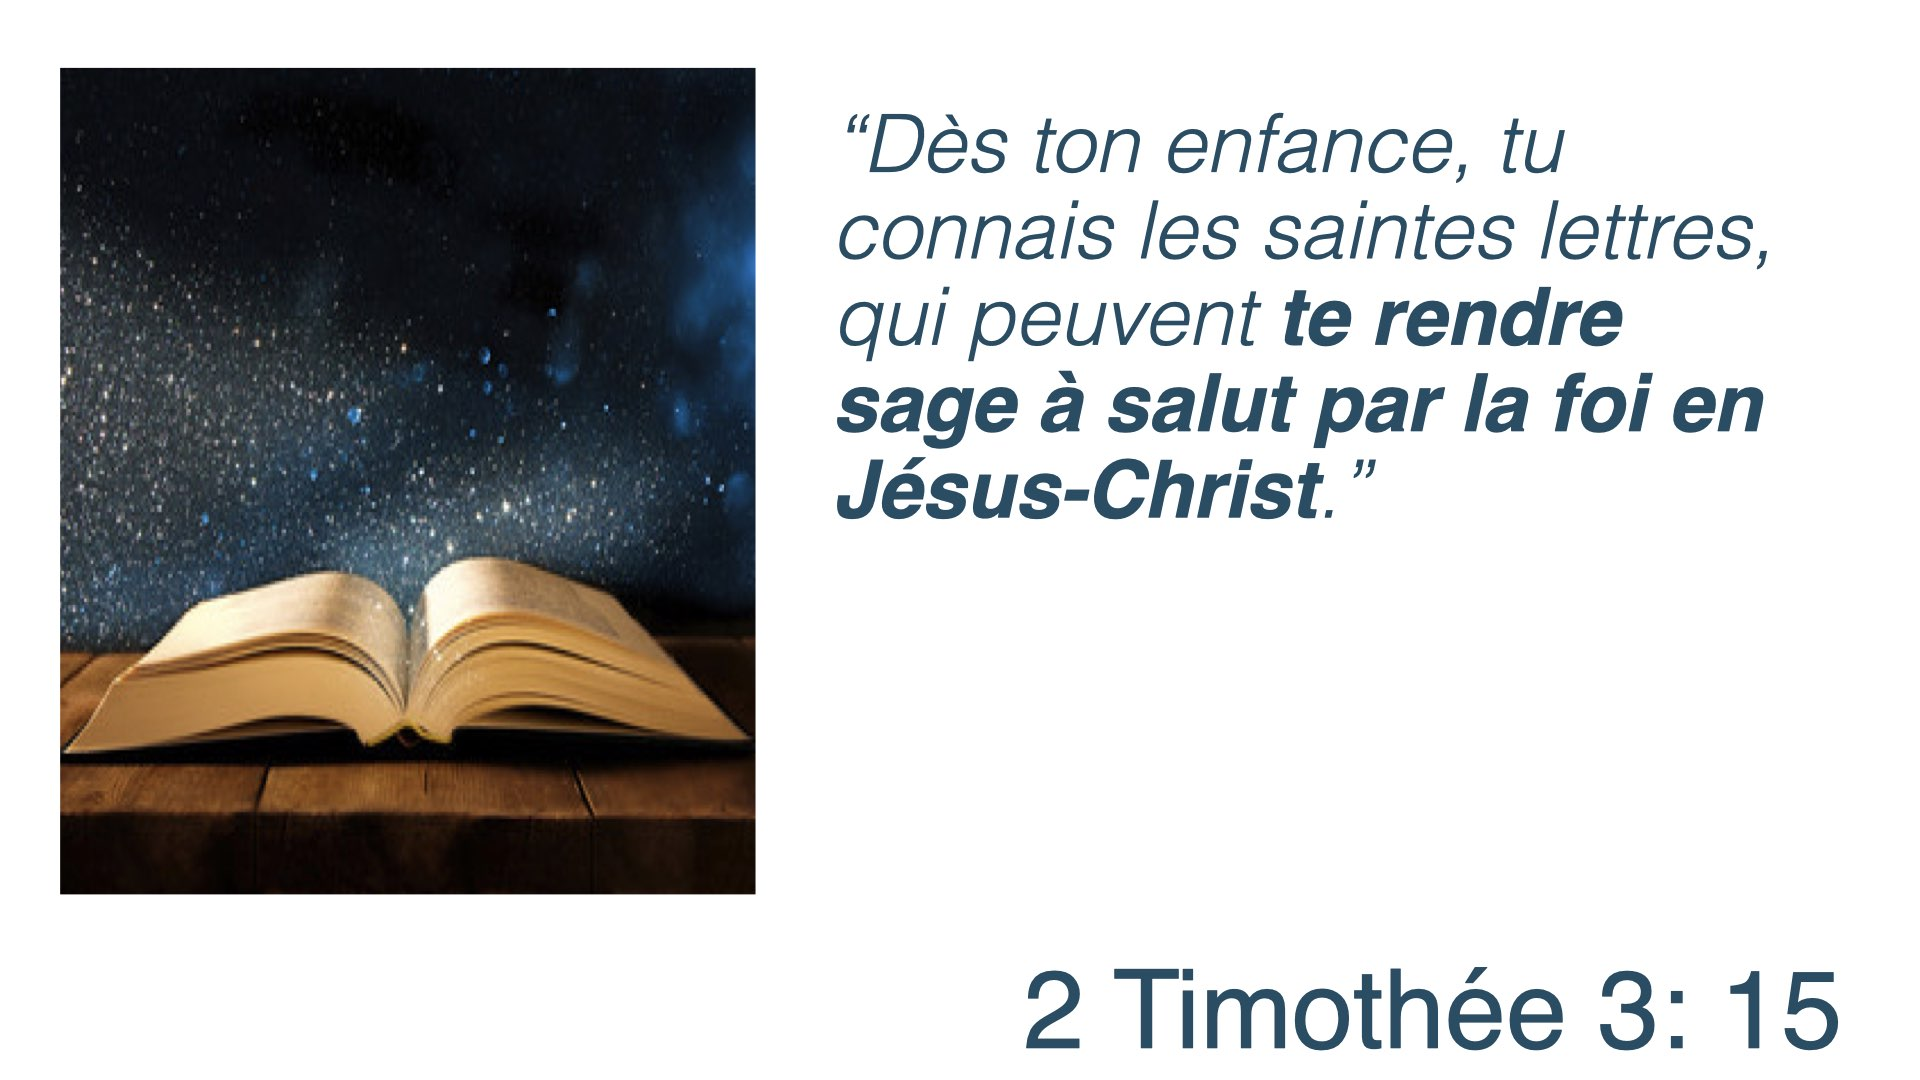 “Dès ton enfance, tu
connais les saintes lettres,
qui peuvent te rendre
sage à salut par la foi en
Jésus-Christ.”
2 Timothée 3: 15